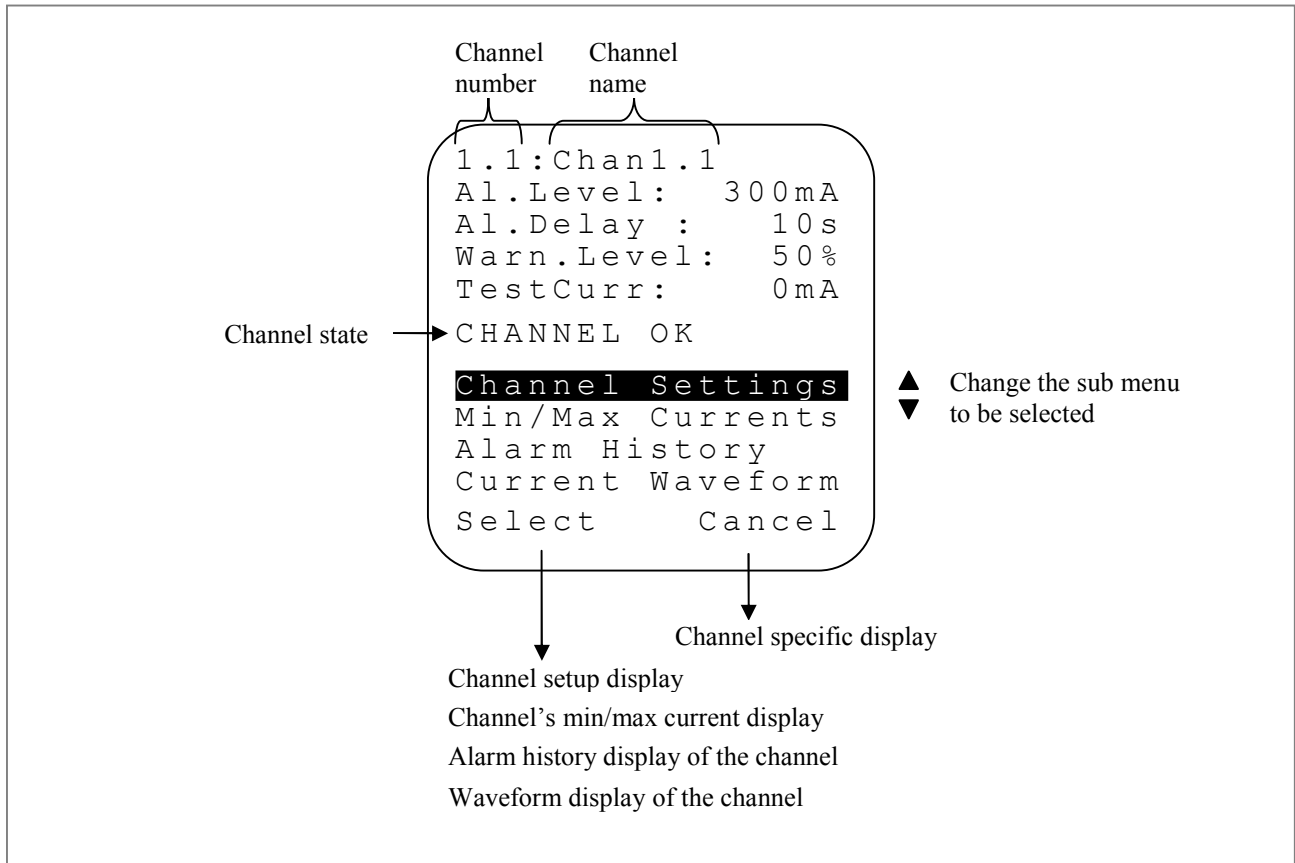 Channel number
Channel name
1.1:Chan1.1
Al.Level: 300mA
Al.Delay : 10s
Warn.Level: 50%
TestCurr: 0mA
Channel state
CHANNEL OK
Channel Settings
Min/Max Currents
Alarm History
Current Waveform
Select Cancel
▲ Change the sub menu
▼ to be selected
Channel specific display
Channel setup display
Channel's min/max current display
Alarm history display of the channel
Waveform display of the channel